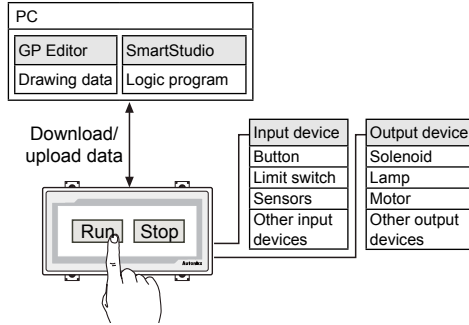 PC
GP Editor
SmartStudio
Drawing data
Logic program
Download/
upload data
Input device
Button
Limit switch
Sensors
Other input
devices
Output device
Solenoid
Lamp
Motor
Other output
devices
Run
Stop
Autonics